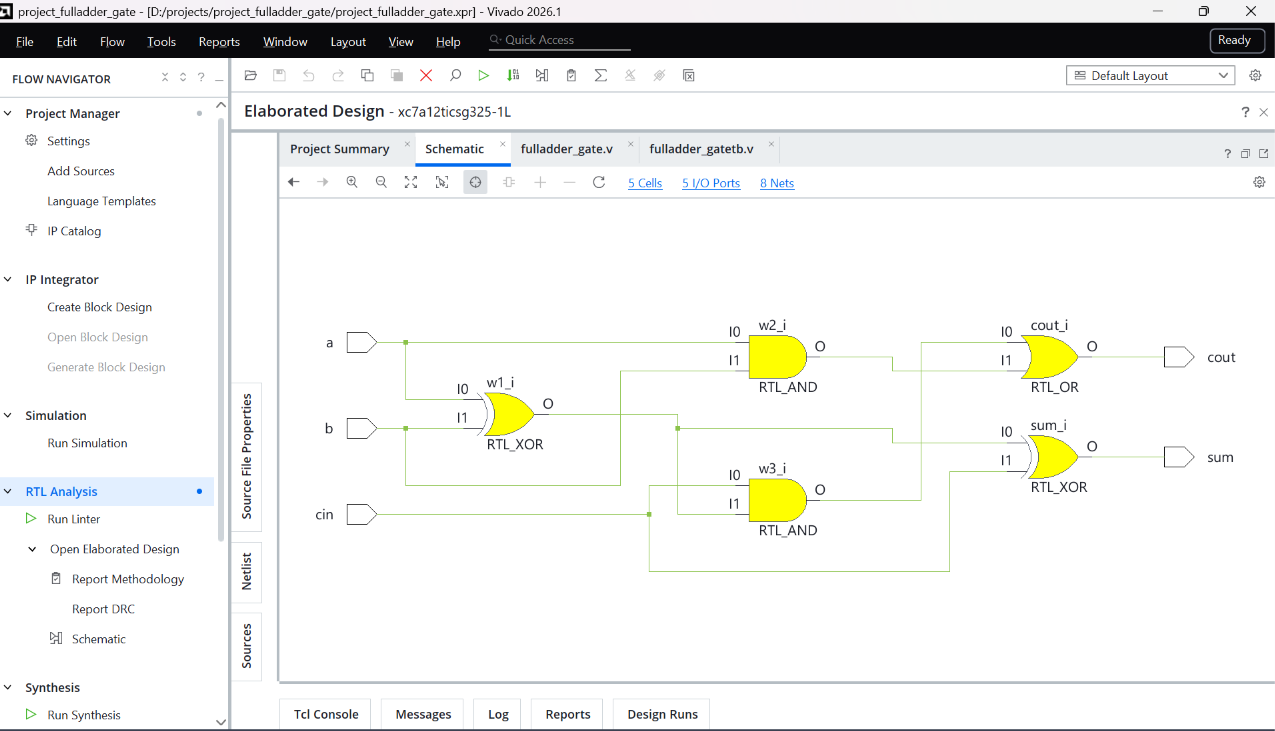 project_fulladder_gate - [D:/projects/project_fulladder_gate/project_fulladder_gate.xpr] - Vivado 2026.1
File Edit Flow Tools Reports Window Layout View Help Quick Access Ready
FLOW NAVIGATOR ? _
Default Layout
Project Manager
Settings
Add Sources
Language Templates
IP Catalog
IP Integrator
Create Block Design
Open Block Design
Generate Block Design
Simulation
Run Simulation
RTL Analysis
Run Linter
Open Elaborated Design
Report Methodology
Report DRC
Schematic
Synthesis
Run Synthesis
Elaborated Design - xc7a12ticsg325-1L
Project Summary Schematic fulladder_gate.v fulladder_gatetb.v
5 Cells 5 I/O Ports 8 Nets
Source File Properties
Netlist
Sources
a
b
cin
w1_i
I0
I1
O
RTL_XOR
w2_i
I0
I1
O
RTL_AND
w3_i
I0
I1
O
RTL_AND
cout_i
I0
I1
O
RTL_OR
cout
sum_i
I0
I1
O
RTL_XOR
sum
Tcl Console Messages Log Reports Design Runs